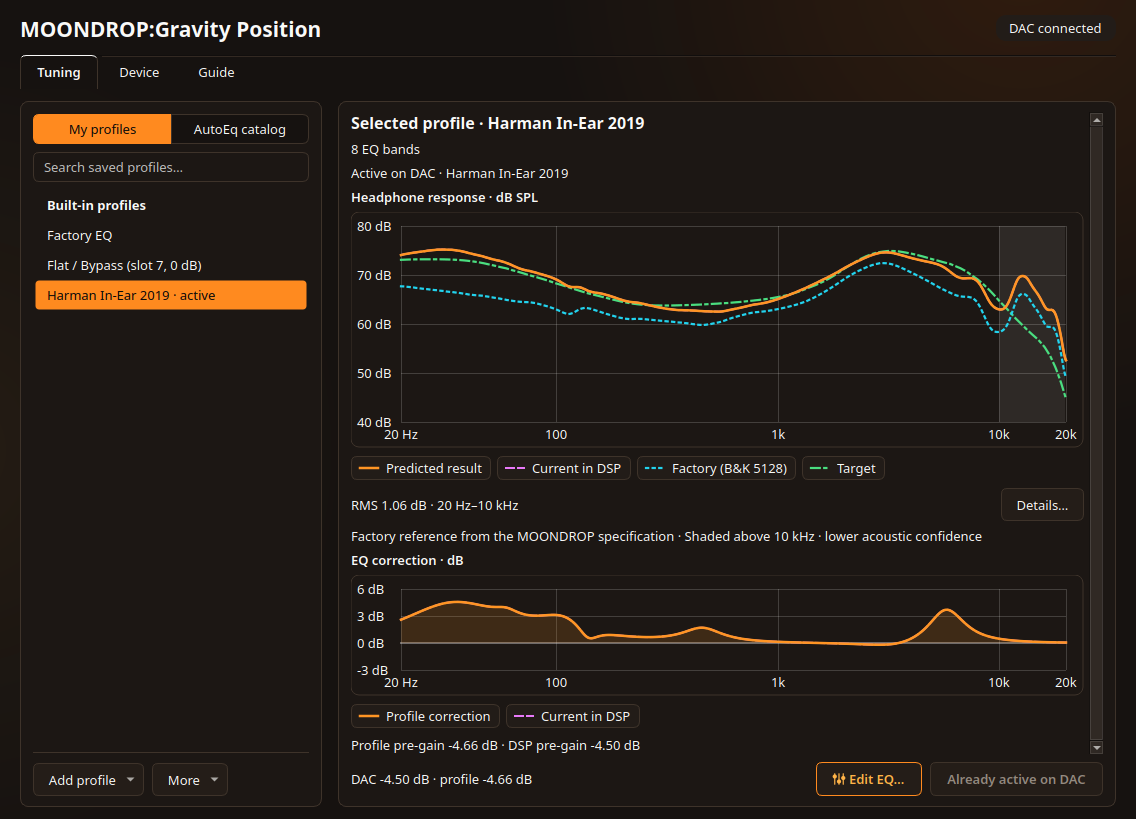 MOONDROP:Gravity Position
DAC connected
Tuning
Device
Guide
My profiles
AutoEq catalog
Search saved profiles...
Built-in profiles
Factory EQ
Flat / Bypass (slot 7, 0 dB)
Harman In-Ear 2019 · active
Add profile
More
Selected profile · Harman In-Ear 2019
8 EQ bands
Active on DAC · Harman In-Ear 2019
Headphone response · dB SPL
80 dB
70 dB
60 dB
50 dB
40 dB
20 Hz
100
1k
10k
20k
Predicted result
Current in DSP
Factory (B&K 5128)
Target
RMS 1.06 dB · 20 Hz–10 kHz
Details...
Factory reference from the MOONDROP specification · Shaded above 10 kHz · lower acoustic confidence
EQ correction · dB
6 dB
3 dB
0 dB
-3 dB
20 Hz
100
1k
10k
20k
Profile correction
Current in DSP
Profile pre-gain -4.66 dB · DSP pre-gain -4.50 dB
DAC -4.50 dB · profile -4.66 dB
Edit EQ...
Already active on DAC